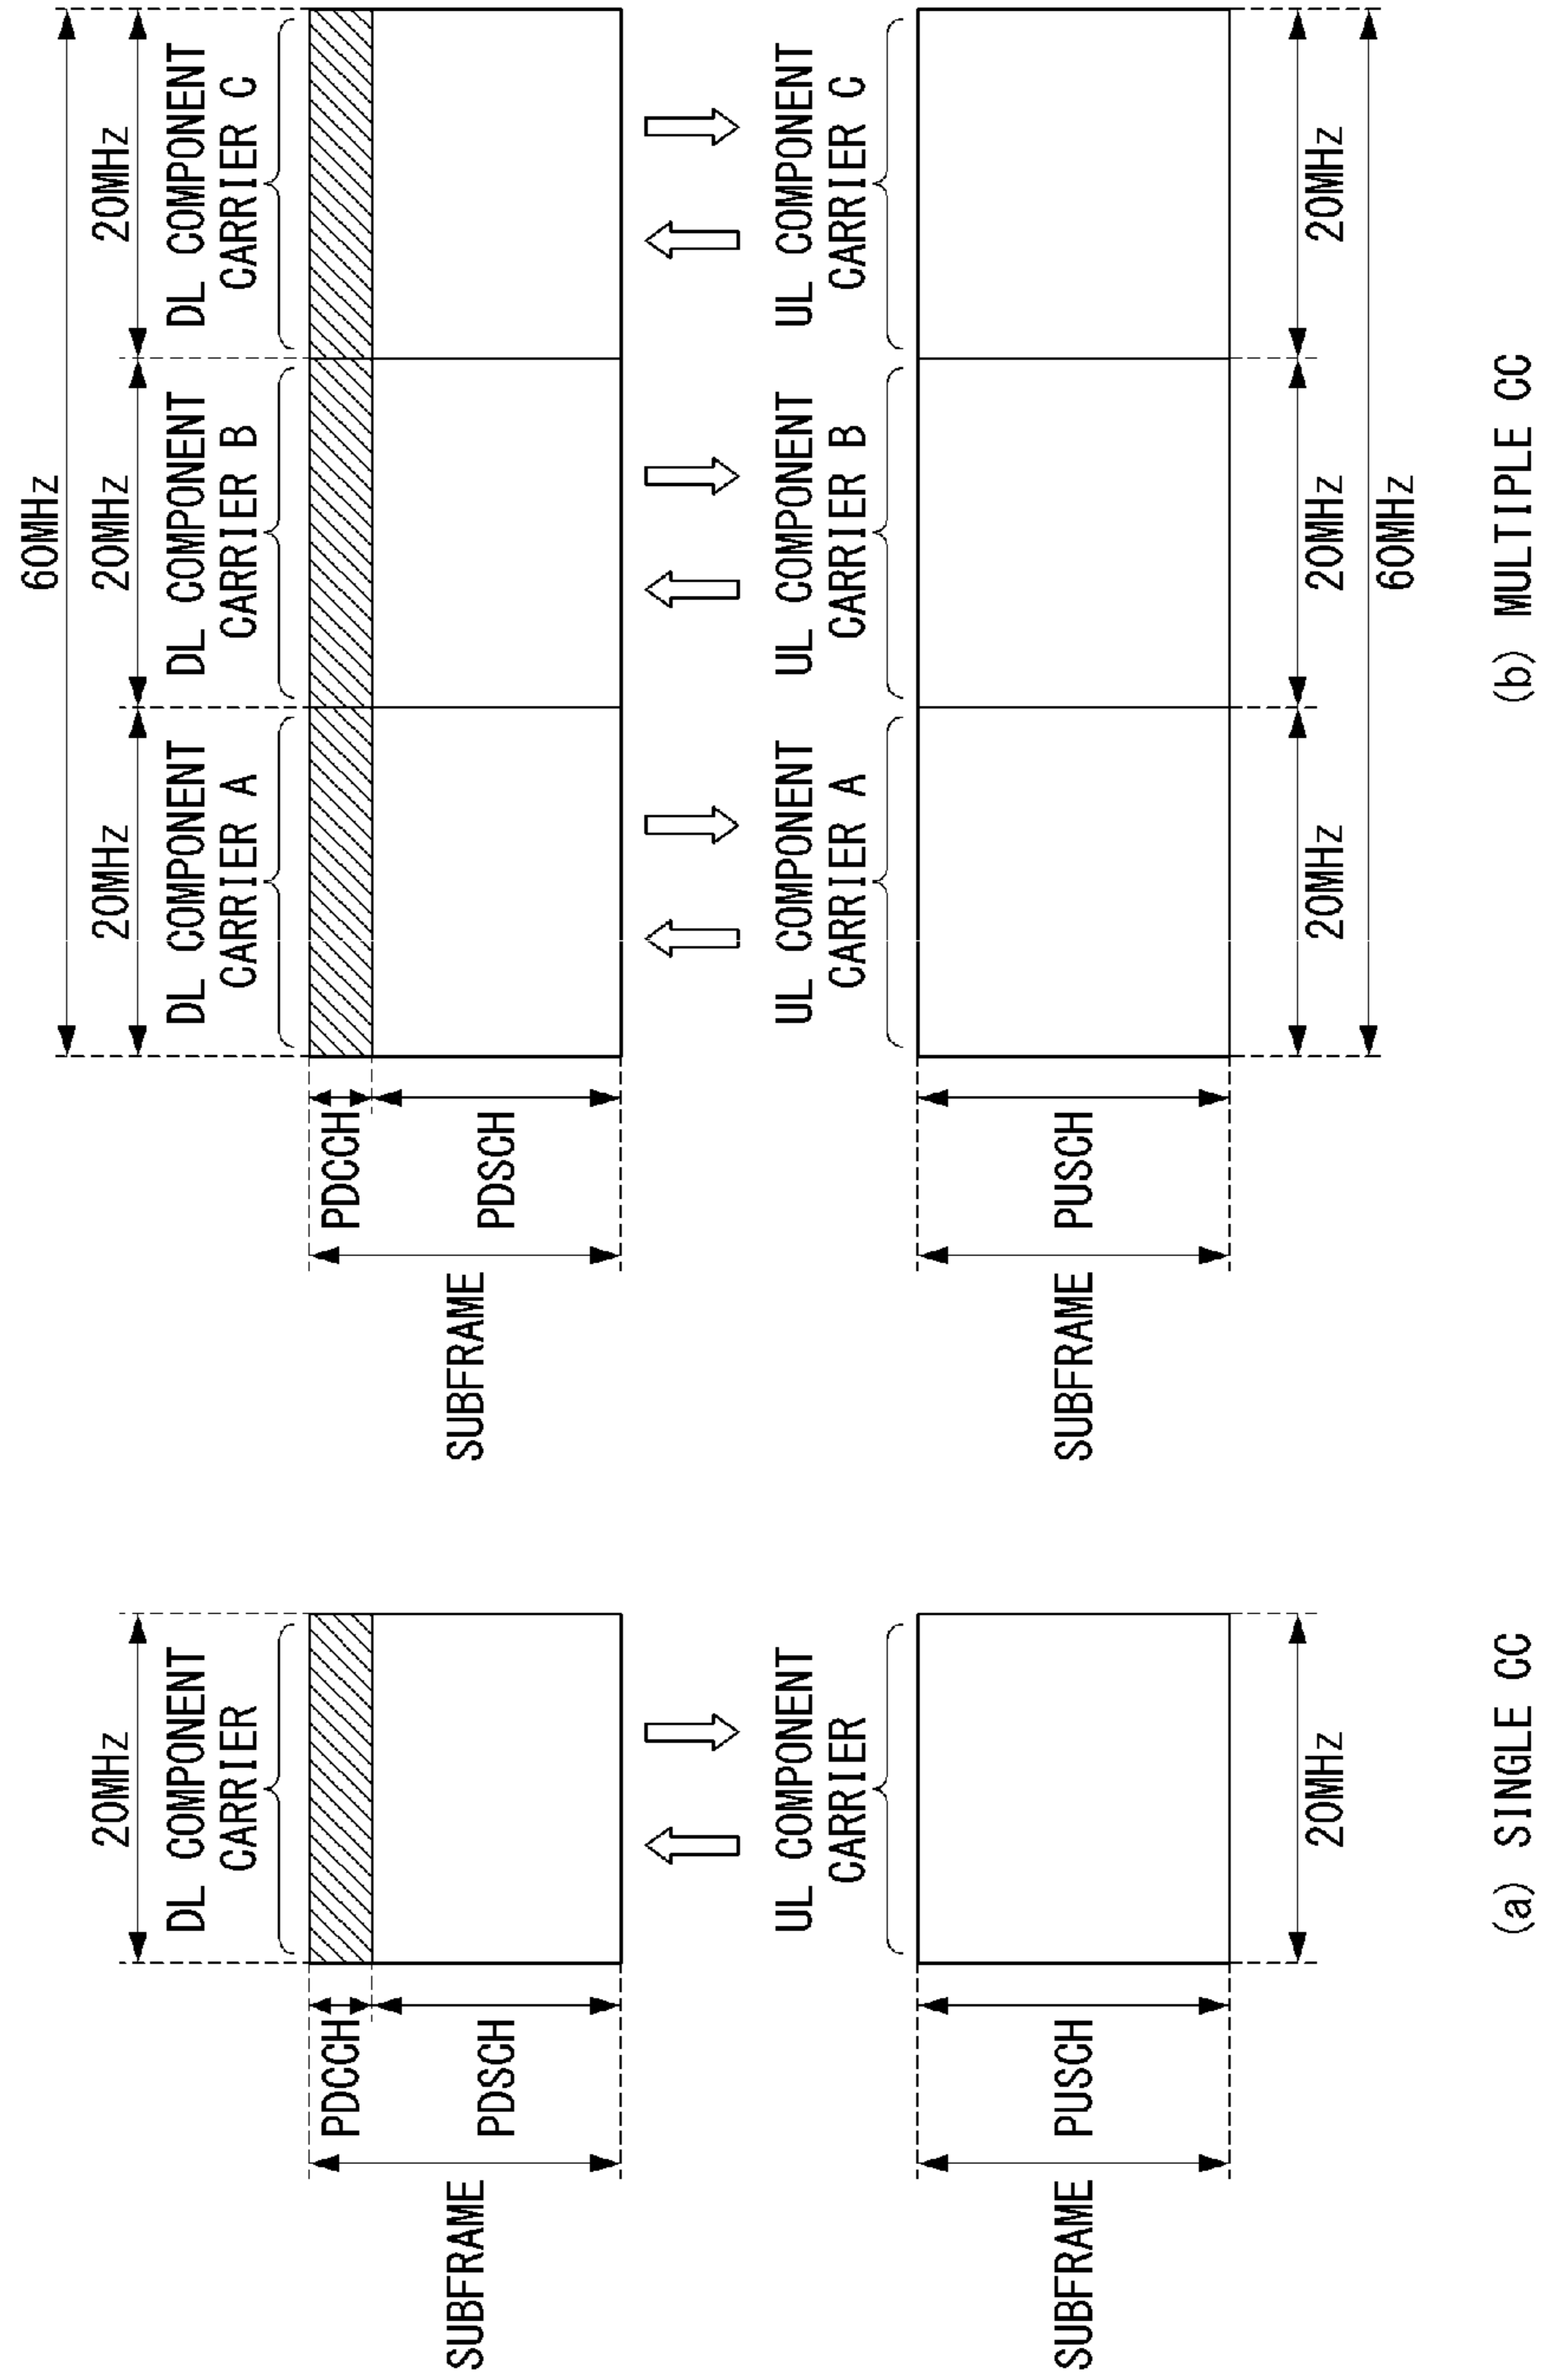 20MHz
DL COMPONENT
CARRIER
PDCCH
PDSCH
SUBFRAME
UL COMPONENT
CARRIER
PUSCH
SUBFRAME
20MHz
(a) SINGLE CC
60MHz
20MHz
20MHz
20MHz
DL COMPONENT
CARRIER A
DL COMPONENT
CARRIER B
DL COMPONENT
CARRIER C
PDCCH
PDSCH
SUBFRAME
UL COMPONENT
CARRIER A
UL COMPONENT
CARRIER B
UL COMPONENT
CARRIER C
PUSCH
SUBFRAME
20MHz
20MHz
20MHz
60MHz
(b) MULTIPLE CC